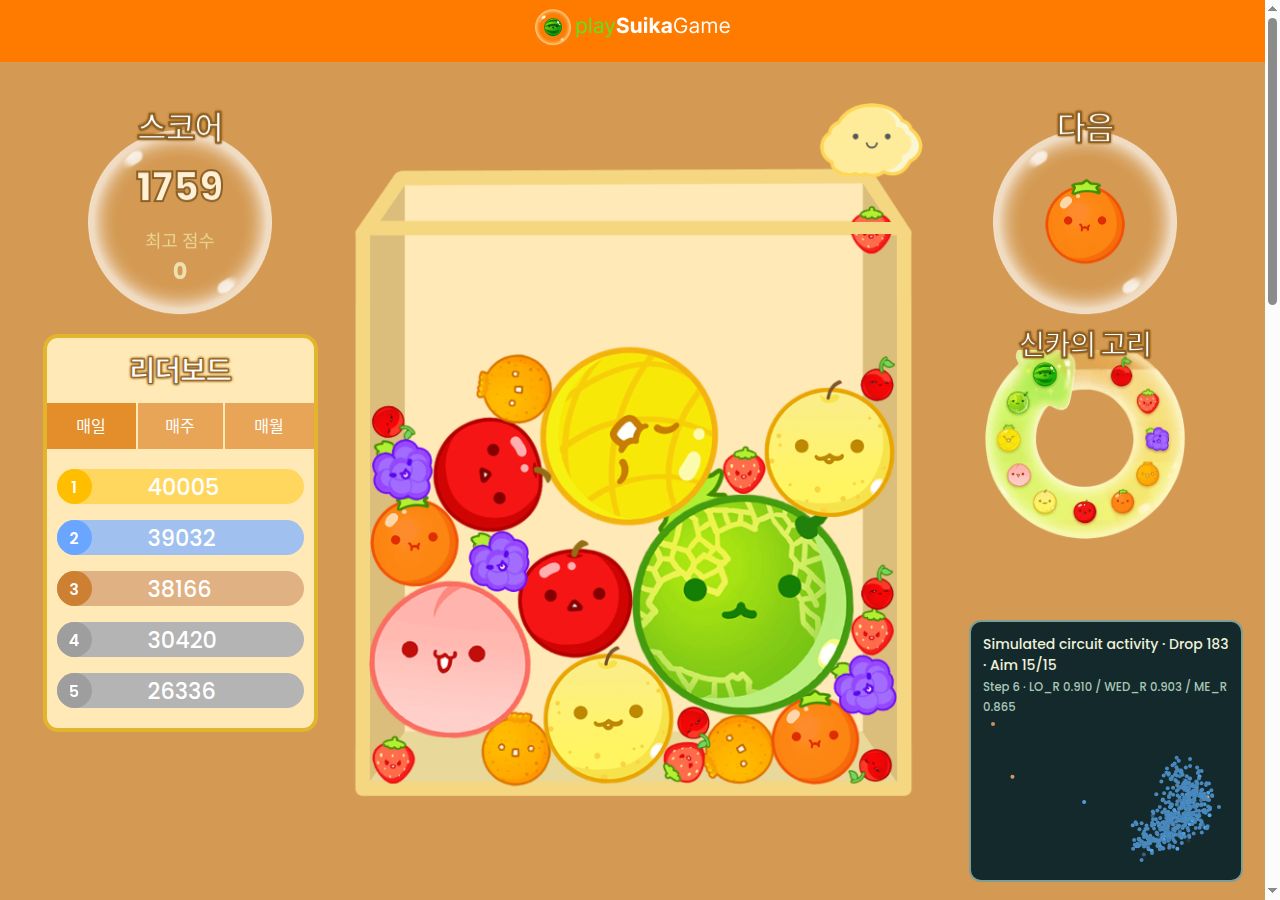 playSuikaGame
스코어
1759
최고 점수
0
다음
신카의 고리
리더보드
매일 매주 매월
1 40005
2 39032
3 38166
4 30420
5 26336
Simulated circuit activity · Drop 183
· Aim 15/15
Step 6 · LO_R 0.910 / WED_R 0.903 / ME_R
0.865